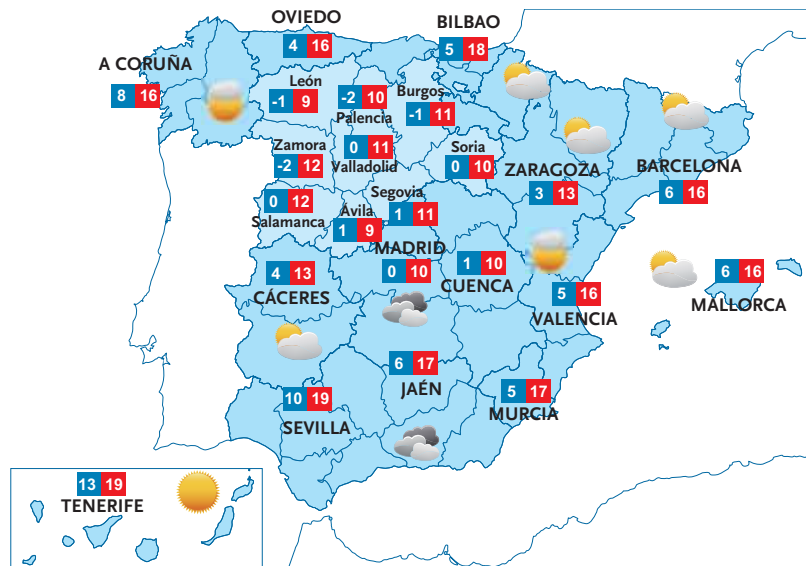 OVIEDO
4 16
BILBAO
5 18
A CORUÑA
8 16
León
-1 9
-2 10
Palencia
Burgos
-1 11
Zamora
-2 12
0 11
Valladolid
Soria
0 10
ZARAGOZA
3 13
BARCELONA
6 16
0 12
Salamanca
Ávila
1 9
Segovia
1 11
MADRID
0 10
1 10
CUENCA
4 13
CÁCERES
5 16
VALENCIA
6 16
MALLORCA
6 17
JAÉN
5 17
MURCIA
10 19
SEVILLA
13 19
TENERIFE